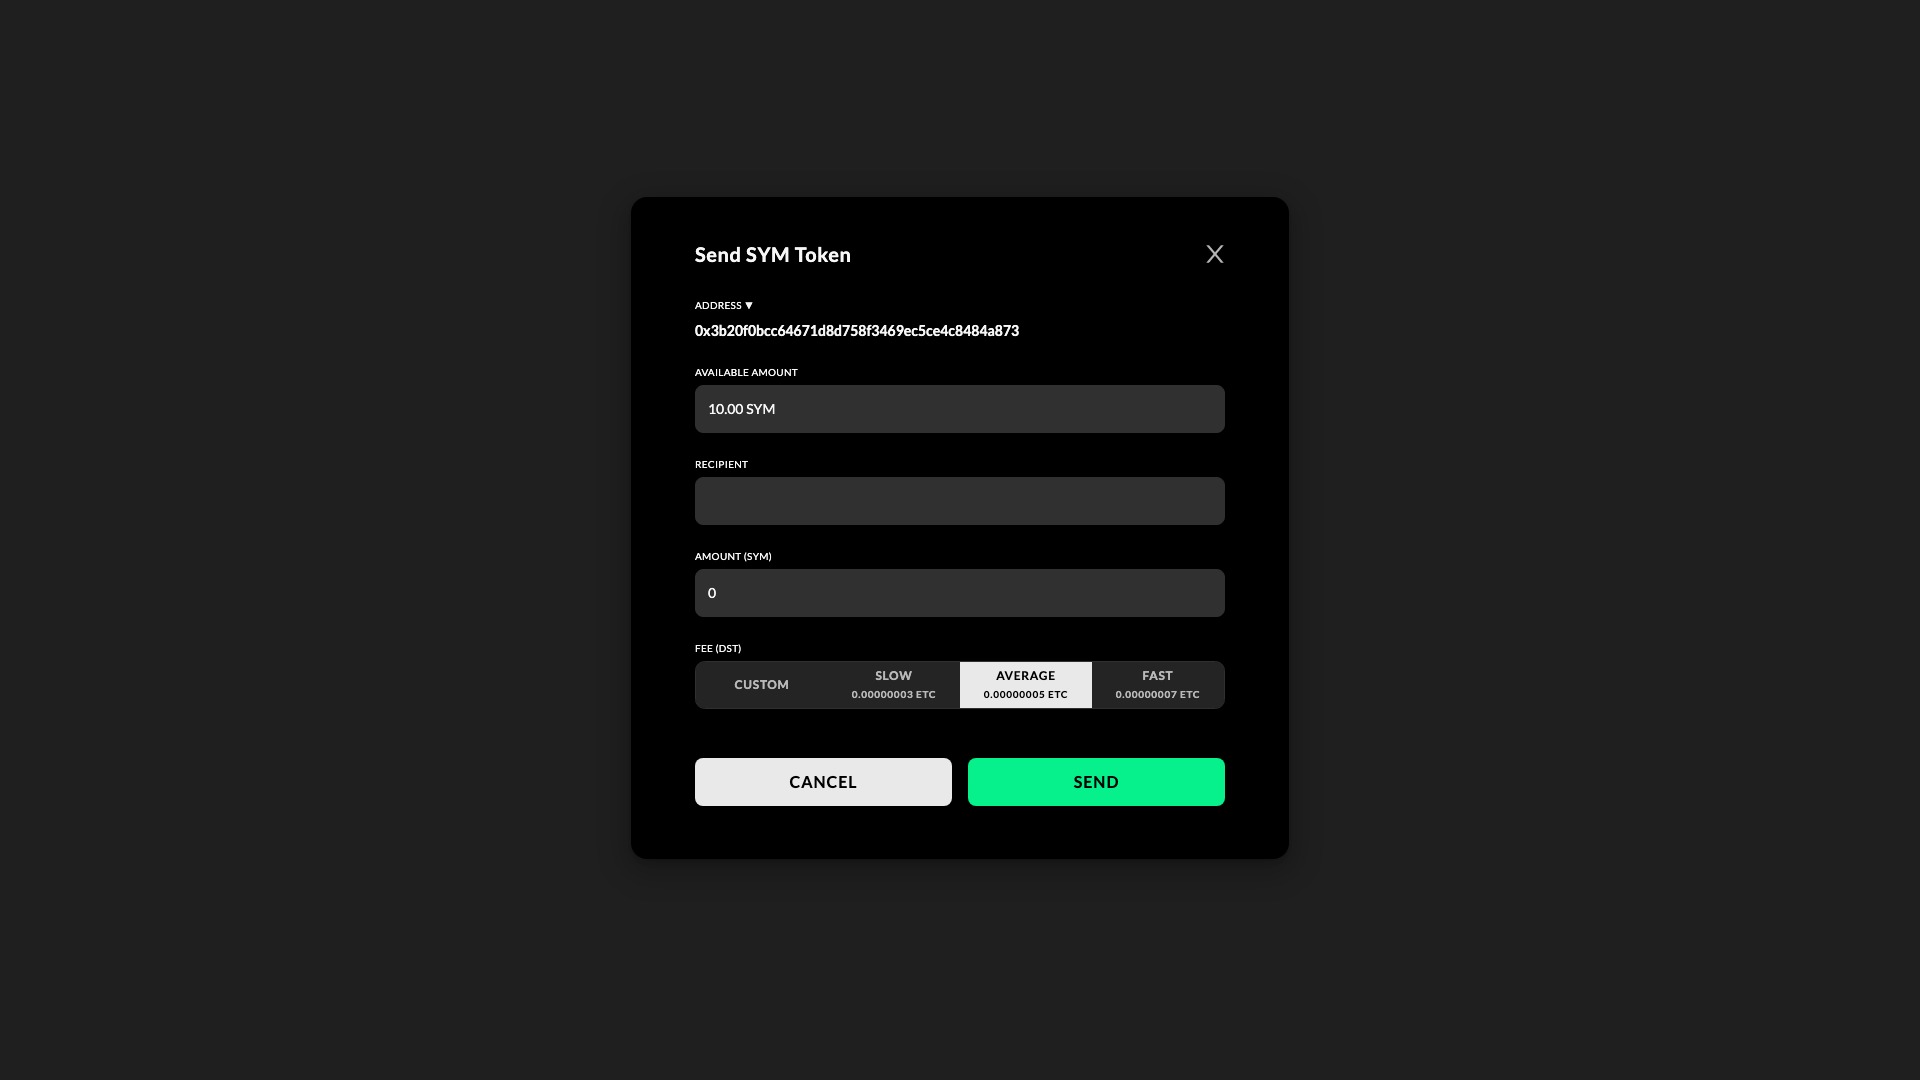 Send SYM Token
X
ADDRESS ▼
0x3b20f0bcc64671d8d758f3469ec5ce4c8484a873
AVAILABLE AMOUNT
10.00 SYM
RECIPIENT
AMOUNT (SYM)
0
FEE (DST)
CUSTOM
SLOW
0.00000003 ETC
AVERAGE
0.00000005 ETC
FAST
0.00000007 ETC
CANCEL
SEND